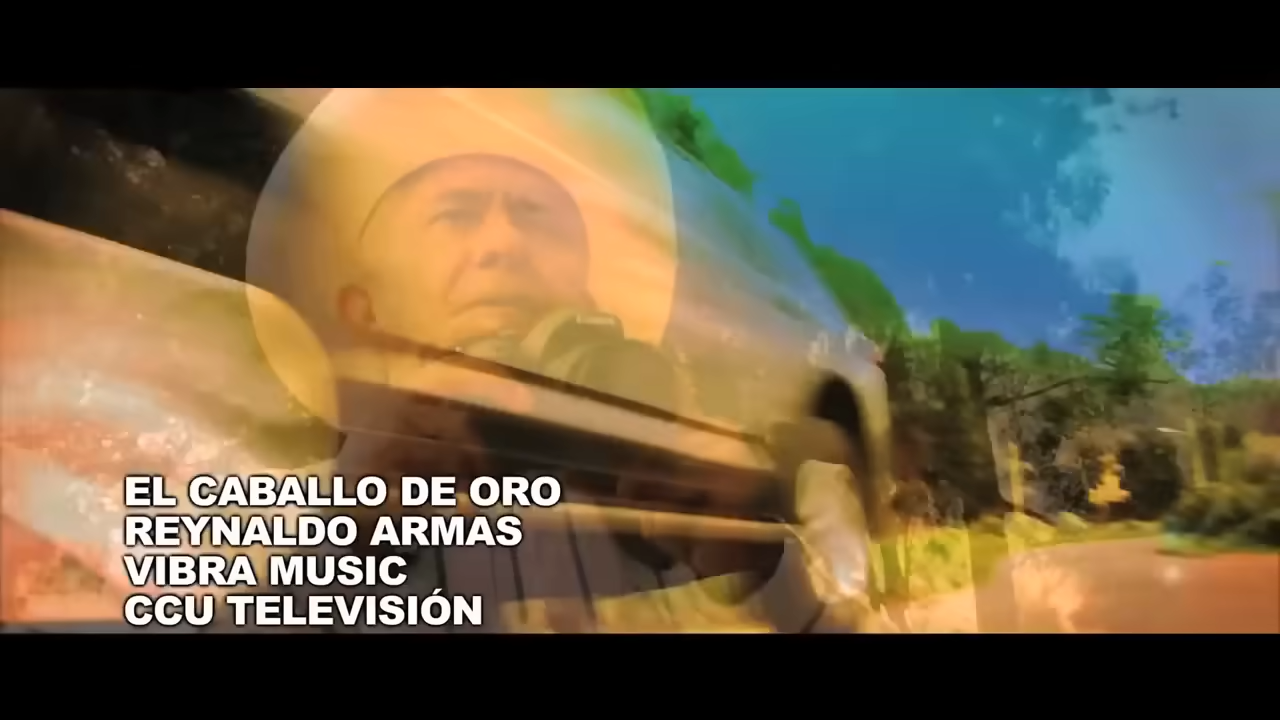 EL CABALLO DE ORO
REYNALDO ARMAS
VIBRA MUSIC
CCU TELEVISIÓN